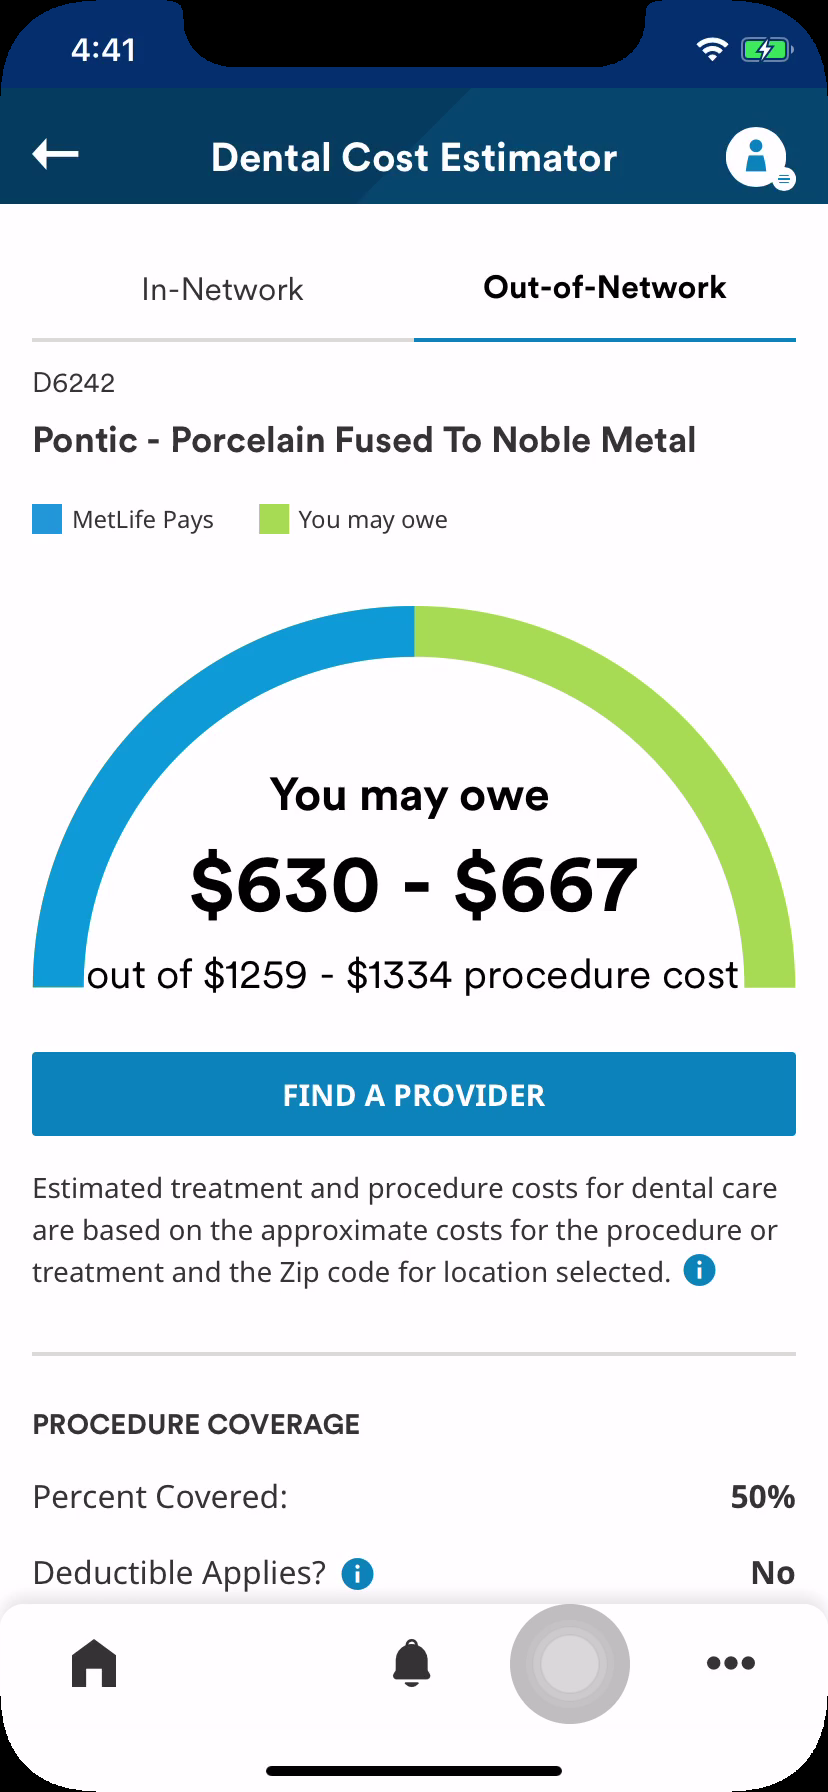 4:41
Dental Cost Estimator
In-Network
Out-of-Network
D6242
Pontic - Porcelain Fused To Noble Metal
MetLife Pays
You may owe
You may owe
$630 - $667
out of $1259 - $1334 procedure cost
FIND A PROVIDER
Estimated treatment and procedure costs for dental care
are based on the approximate costs for the procedure or
treatment and the Zip code for location selected.
PROCEDURE COVERAGE
Percent Covered: 50%
Deductible Applies? No